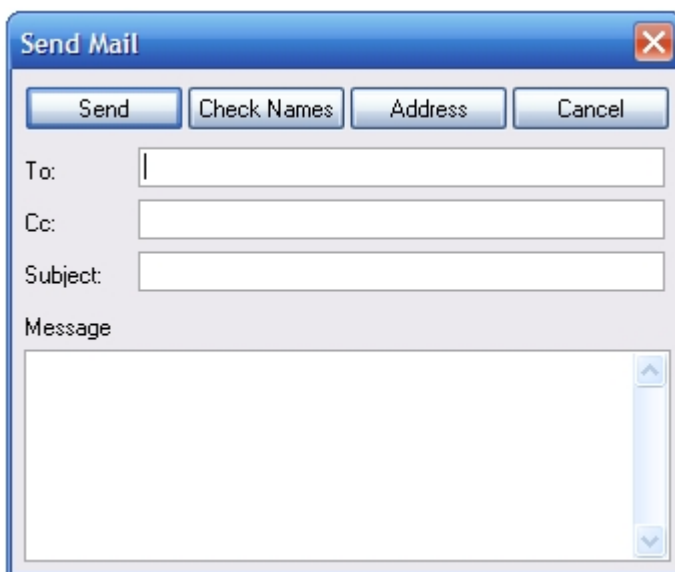 Send Mail
Send Check Names Address Cancel
To:
Cc:
Subject:
Message